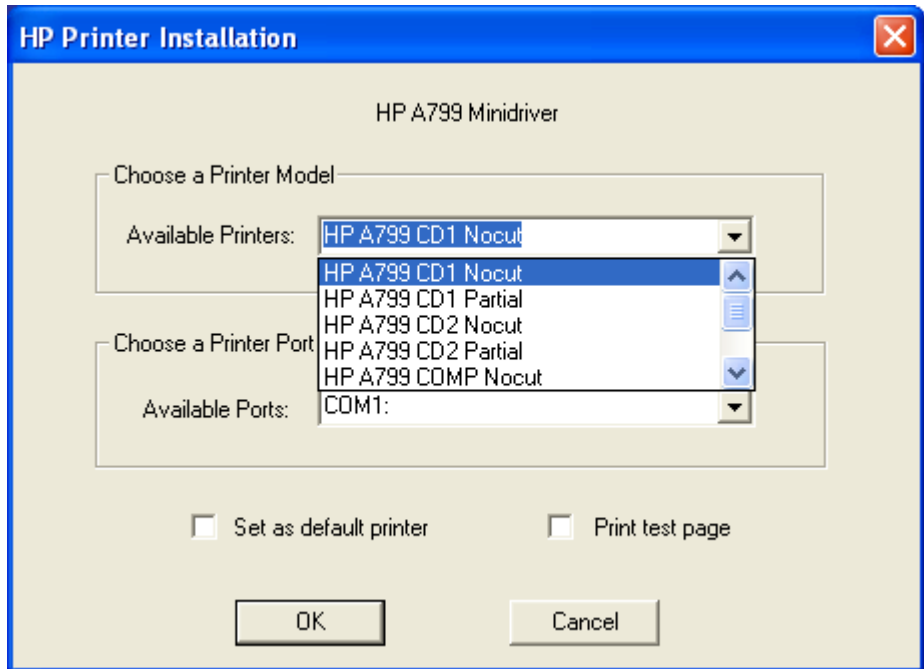 HP Printer Installation
HP A799 Minidriver
Choose a Printer Model
Available Printers: HP A799 CD1 Nocut
HP A799 CD1 Nocut
HP A799 CD1 Partial
HP A799 CD2 Nocut
HP A799 CD2 Partial
HP A799 COMP Nocut
Choose a Printer Port
Available Ports: COM1:
Set as default printer Print test page
OK Cancel